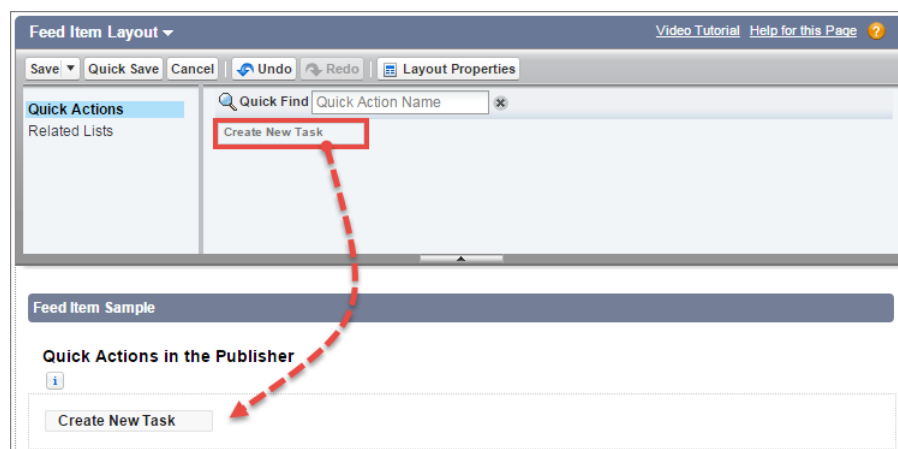 Feed Item Layout Video Tutorial Help for this Page ?
Save Quick Save Cancel Undo Redo Layout Properties
Quick Actions Quick Find Quick Action Name
Related Lists Create New Task
Feed Item Sample
Quick Actions in the Publisher
i
Create New Task